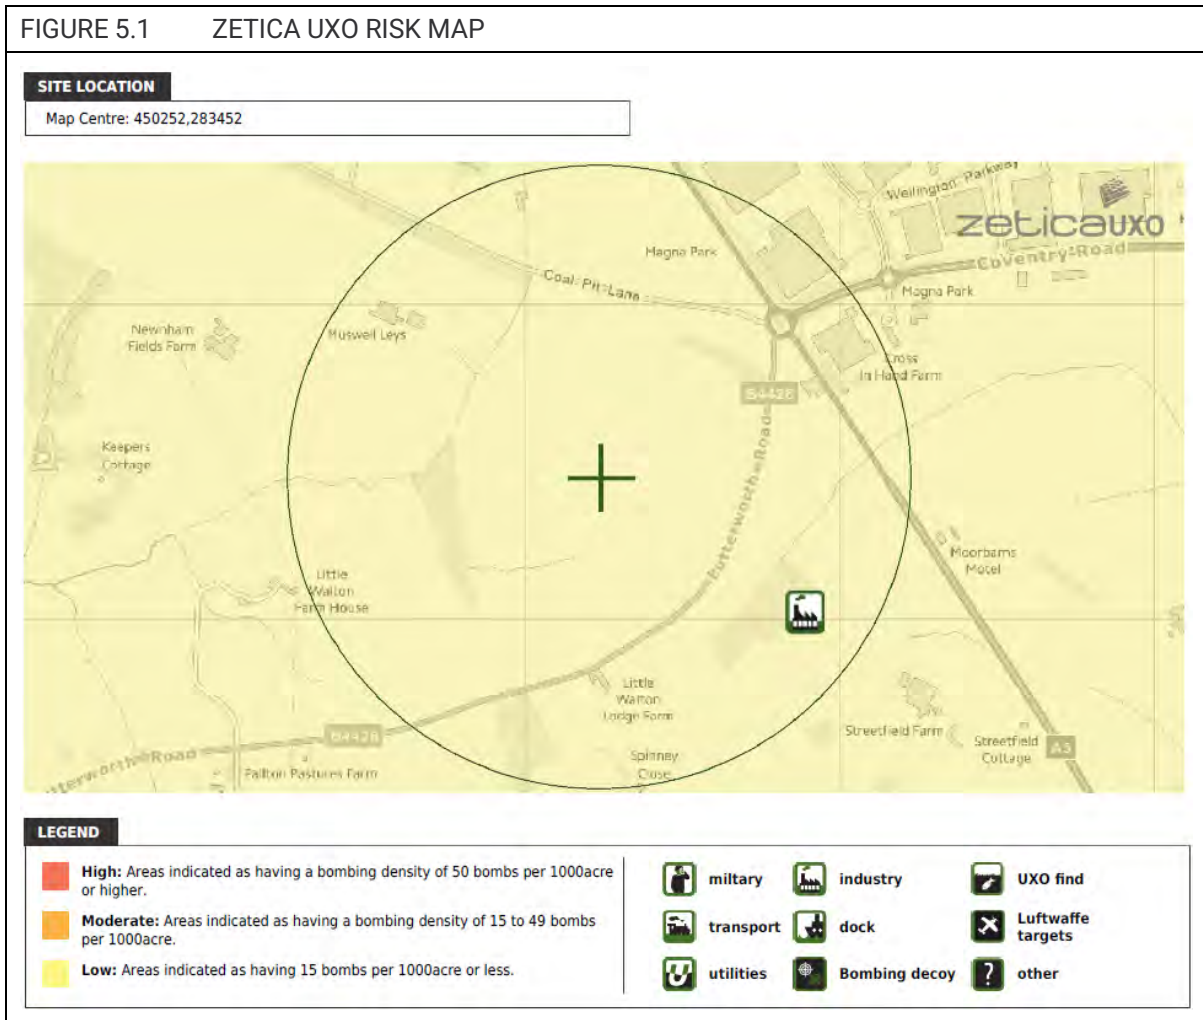 FIGURE 5.1 ZETICA UXO RISK MAP
SITE LOCATION
Map Centre: 450252,283452
Wellington Parkway
zeticauxo
Magna Park
Coventry Road
Coal Pit Lane
Magna Park
Newnham
Fields Farm
Muswell Leys
Cross
In Hand Farm
B4428
Keepers
Cottage
Lutterworth Road
Moorbarns
Motel
Little
Walton
Farm House
Little
Walton
Lodge Farm
Streetfield Farm
Streetfield
Cottage
A5
B4428
Spinney
Close
utterworth Road
Pailton Pastures Farm
LEGEND
High: Areas indicated as having a bombing density of 50 bombs per 1000acre
or higher.
Moderate: Areas indicated as having a bombing density of 15 to 49 bombs
per 1000acre.
Low: Areas indicated as having 15 bombs per 1000acre or less.
miltary
industry
UXO find
transport
dock
Luftwaffe
targets
utilities
Bombing decoy
other